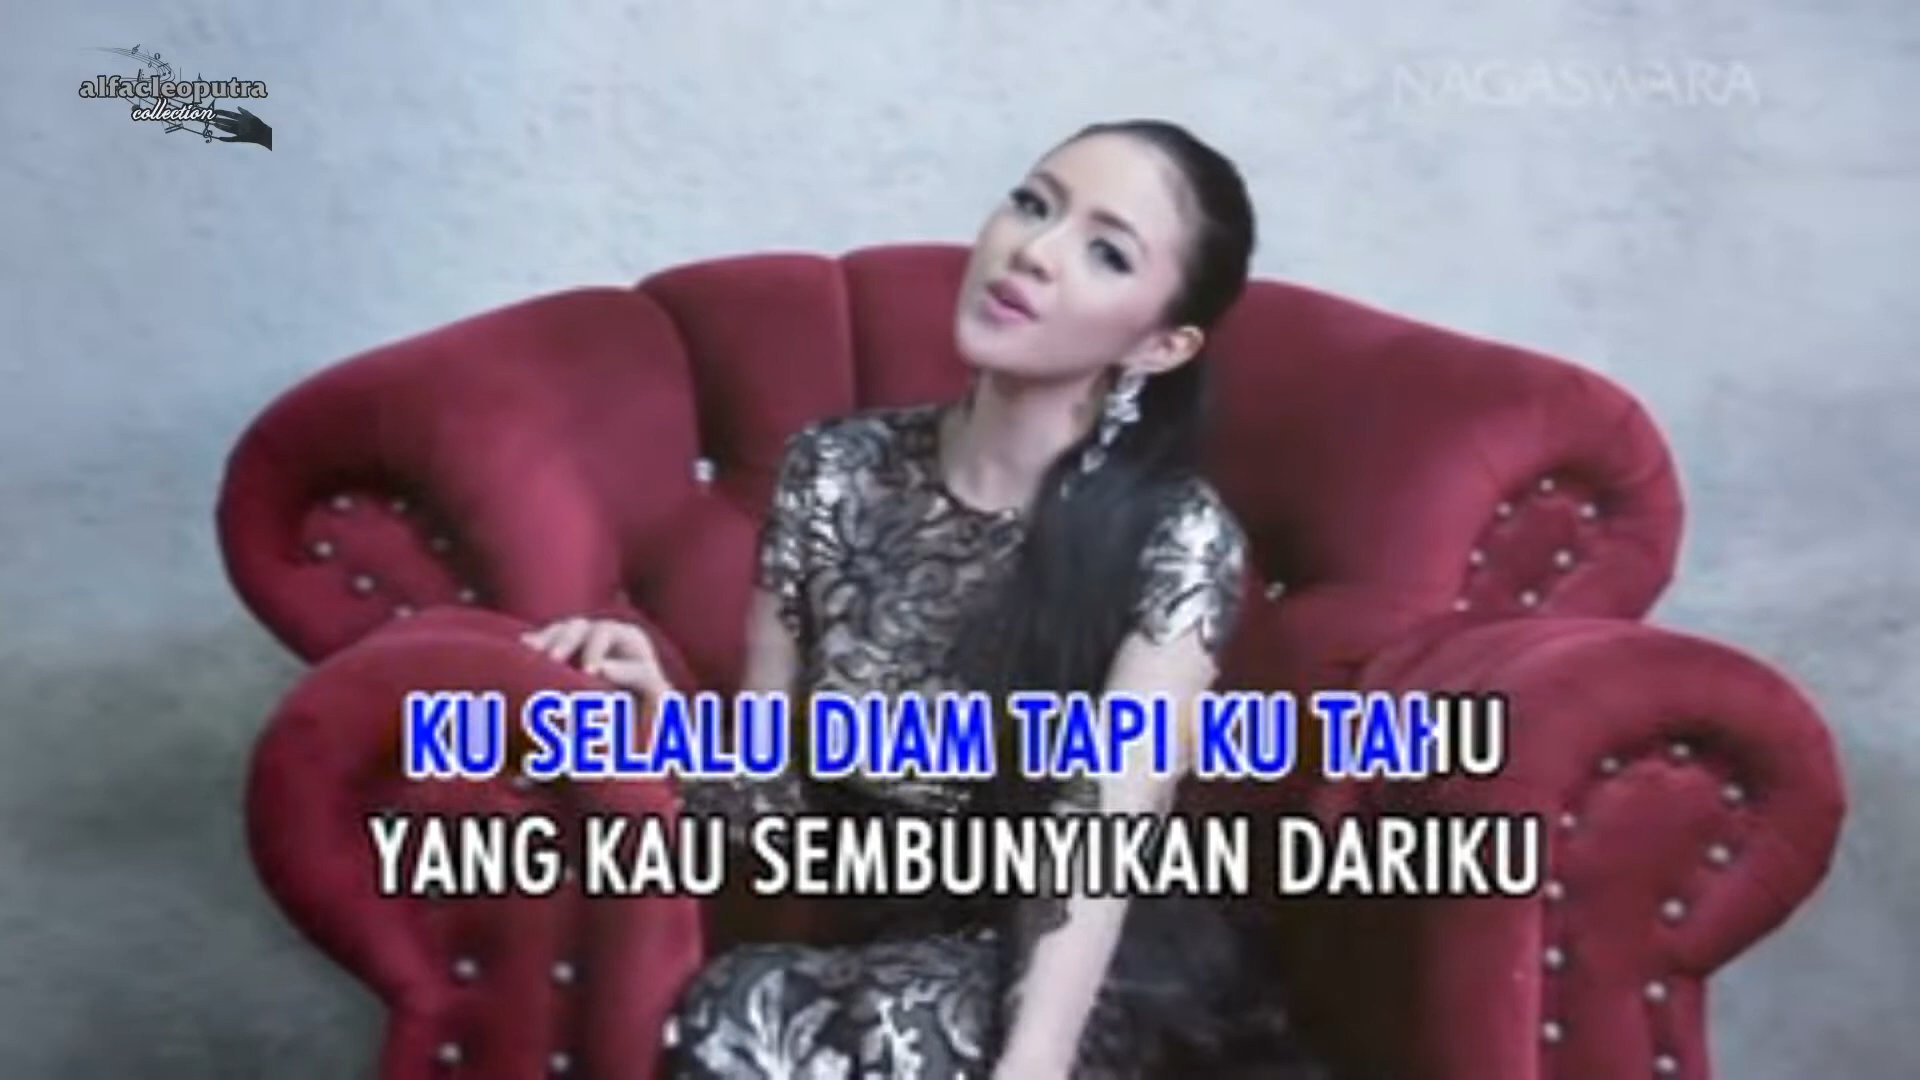 alfacleoputra
collection
NAGASWARA
KU SELALU DIAM TAPI KU TAHU
YANG KAU SEMBUNYIKAN DARIKU